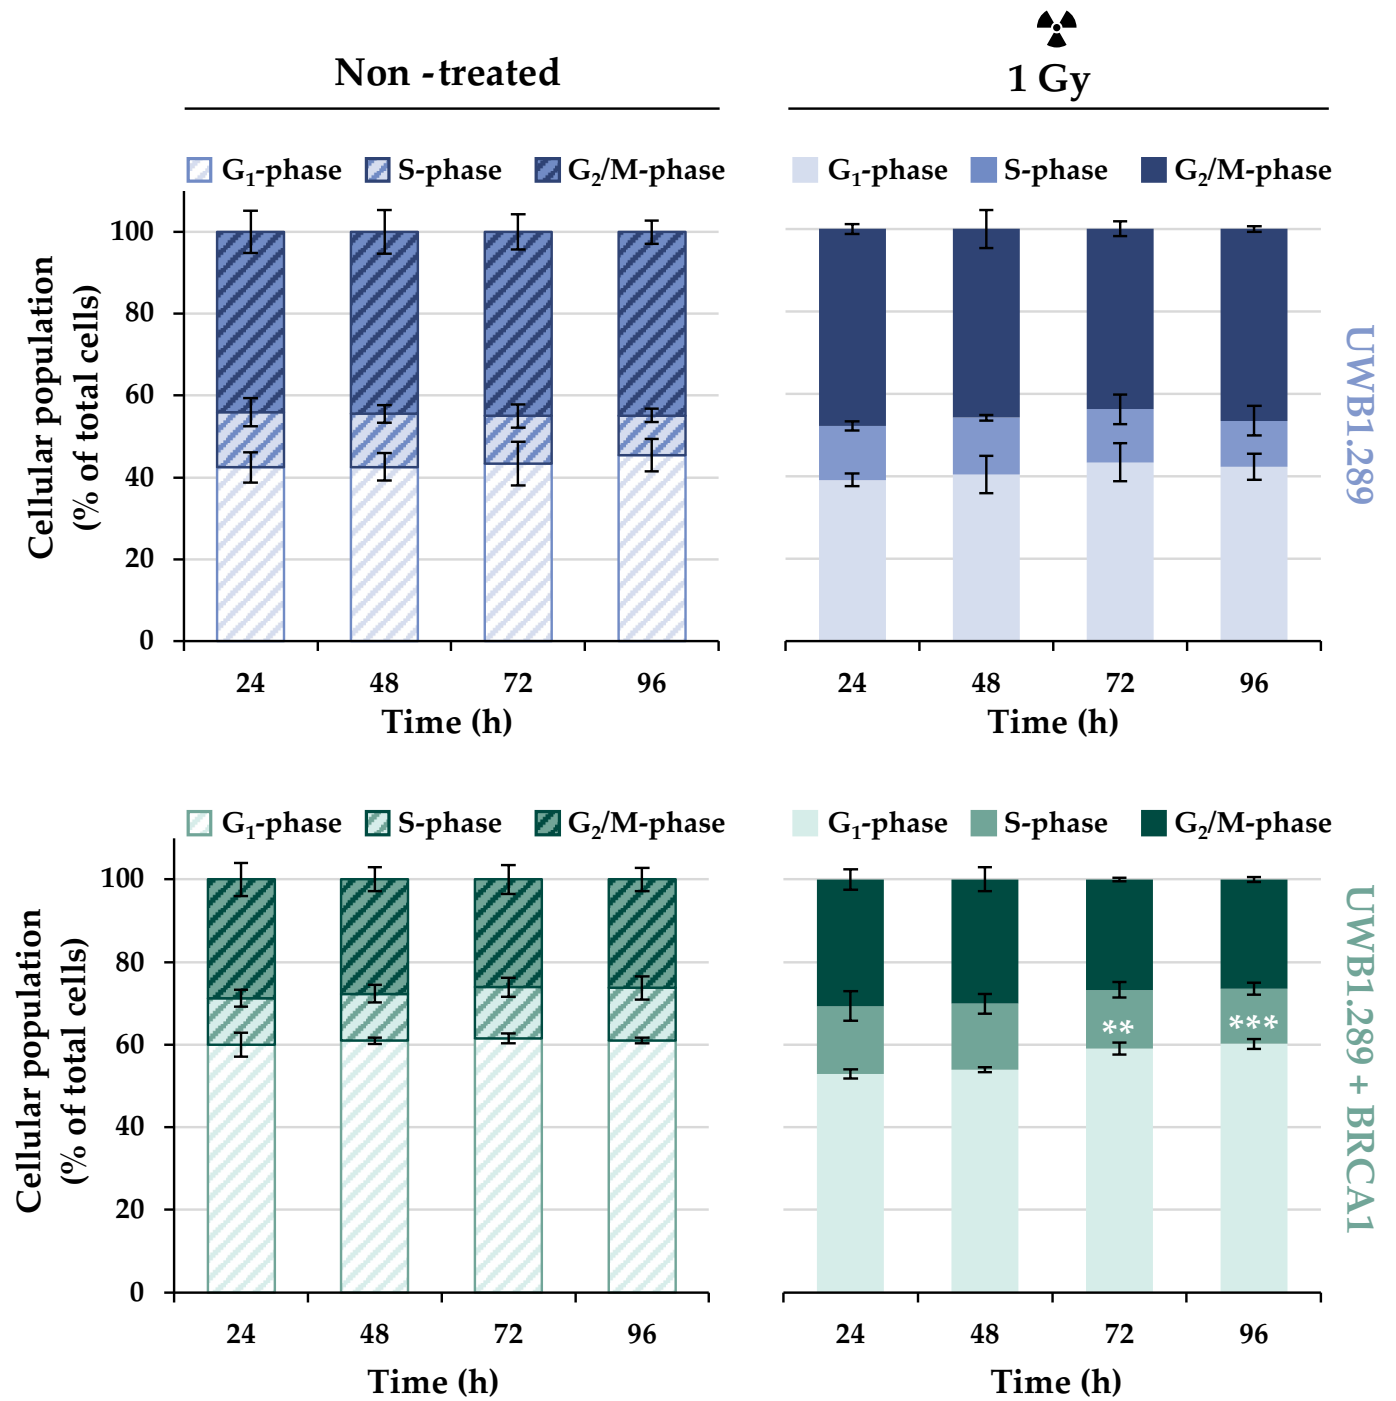 Non -treated
1 Gy
G₁-phase S-phase G₂/M-phase
G₁-phase S-phase G₂/M-phase
Cellular population
(% of total cells)
100
80
60
40
20
0
24 48 72 96
Time (h)
24 48 72 96
Time (h)
UWB1.289
G₁-phase S-phase G₂/M-phase
G₁-phase S-phase G₂/M-phase
Cellular population
(% of total cells)
100
80
60
40
20
0
** ***
24 48 72 96
Time (h)
24 48 72 96
Time (h)
UWB1.289 + BRCA1